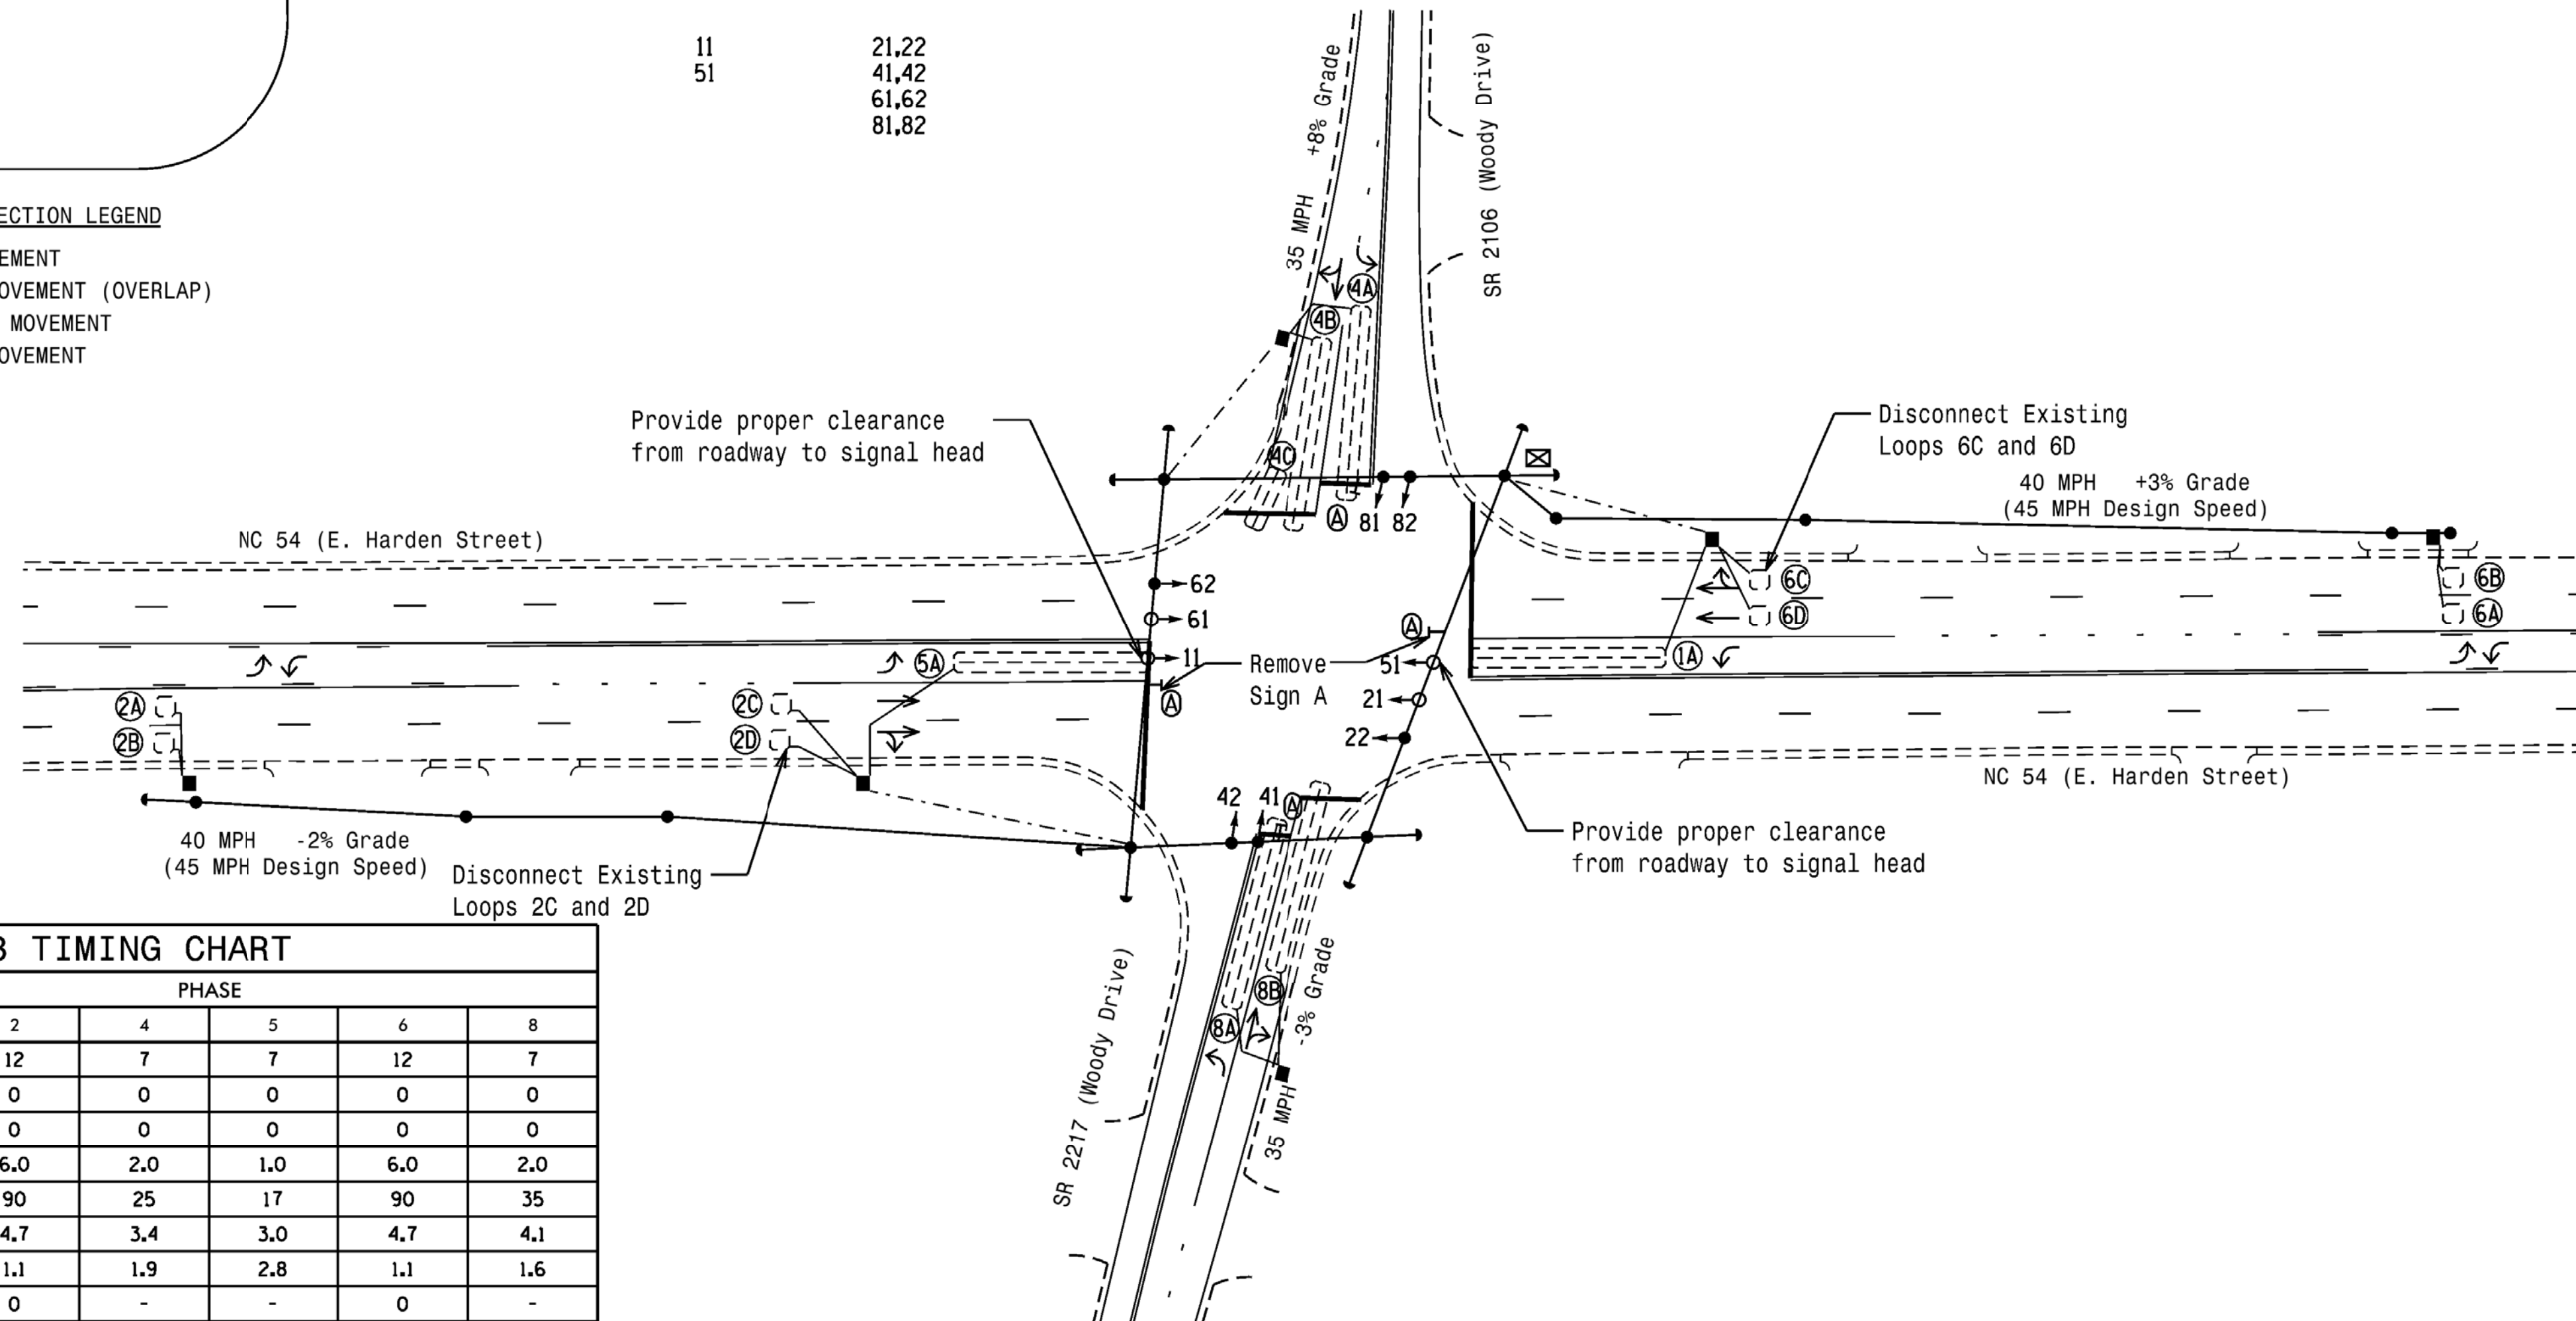 11 21,22
51 41,42
61,62
81,82
ECTION LEGEND
EMENT
OVEMENT (OVERLAP)
MOVEMENT
OVEMENT
35 MPH +8% Grade
SR 2106 (Woody Drive)
4A
4B
4C
Provide proper clearance
from roadway to signal head
Disconnect Existing
Loops 6C and 6D
40 MPH +3% Grade
(45 MPH Design Speed)
A 81 82
NC 54 (E. Harden Street)
62
61
6C
6D
6B
6A
A
5A
11
Remove
Sign A
51
1A
A
21
22
2A
2B
2C
2D
NC 54 (E. Harden Street)
42 41 A
40 MPH -2% Grade
(45 MPH Design Speed)
Disconnect Existing
Loops 2C and 2D
Provide proper clearance
from roadway to signal head
8B
8A
35 MPH -3% Grade
SR 2217 (Woody Drive)
TIMING CHART
PHASE
2 4 5 6 8
12 7 7 12 7
0 0 0 0 0
0 0 0 0 0
6.0 2.0 1.0 6.0 2.0
90 25 17 90 35
4.7 3.4 3.0 4.7 4.1
1.1 1.9 2.8 1.1 1.6
0 - - 0 -